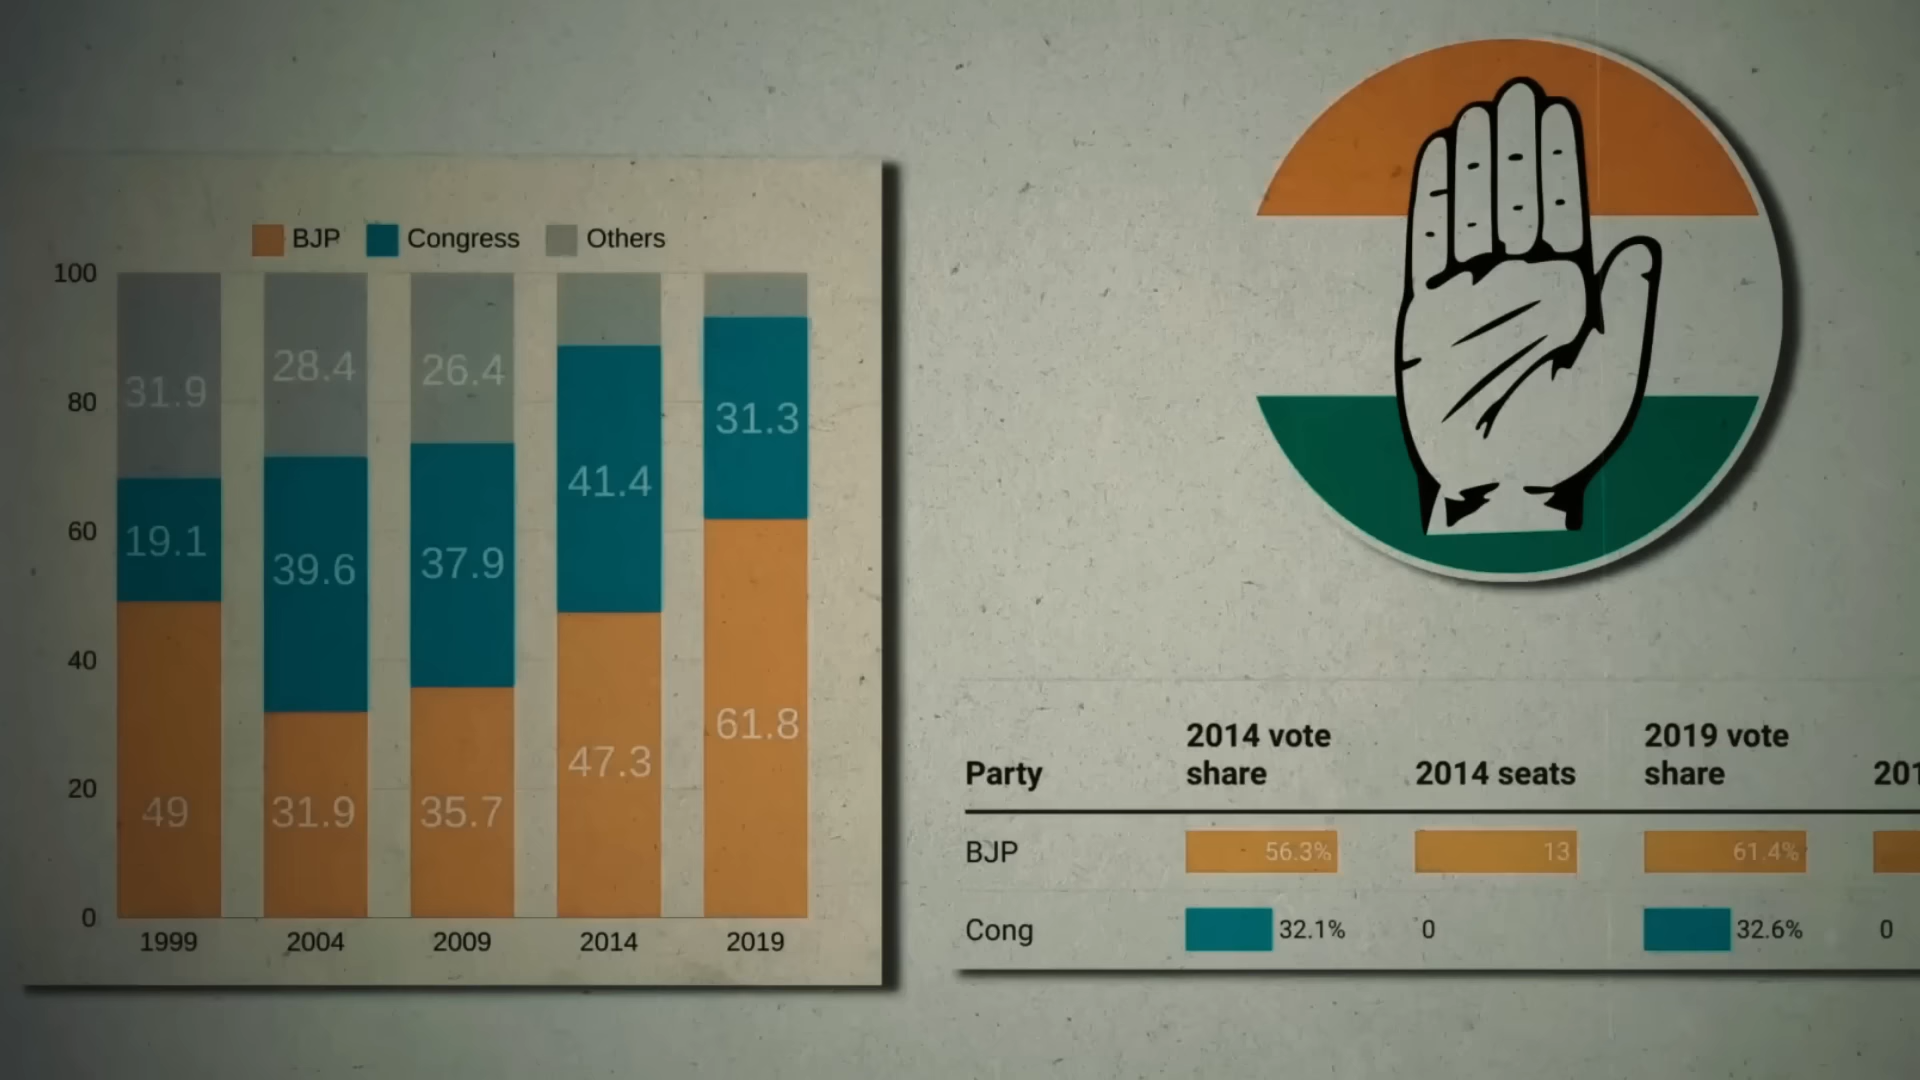 BJP Congress Others
100
80
60
40
20
0
31.9 28.4 26.4
19.1 39.6 37.9 41.4 31.3
49 31.9 35.7 47.3 61.8
1999 2004 2009 2014 2019
Party 2014 vote share 2014 seats 2019 vote share 201
BJP 56.3% 13 61.4%
Cong 32.1% 0 32.6% 0